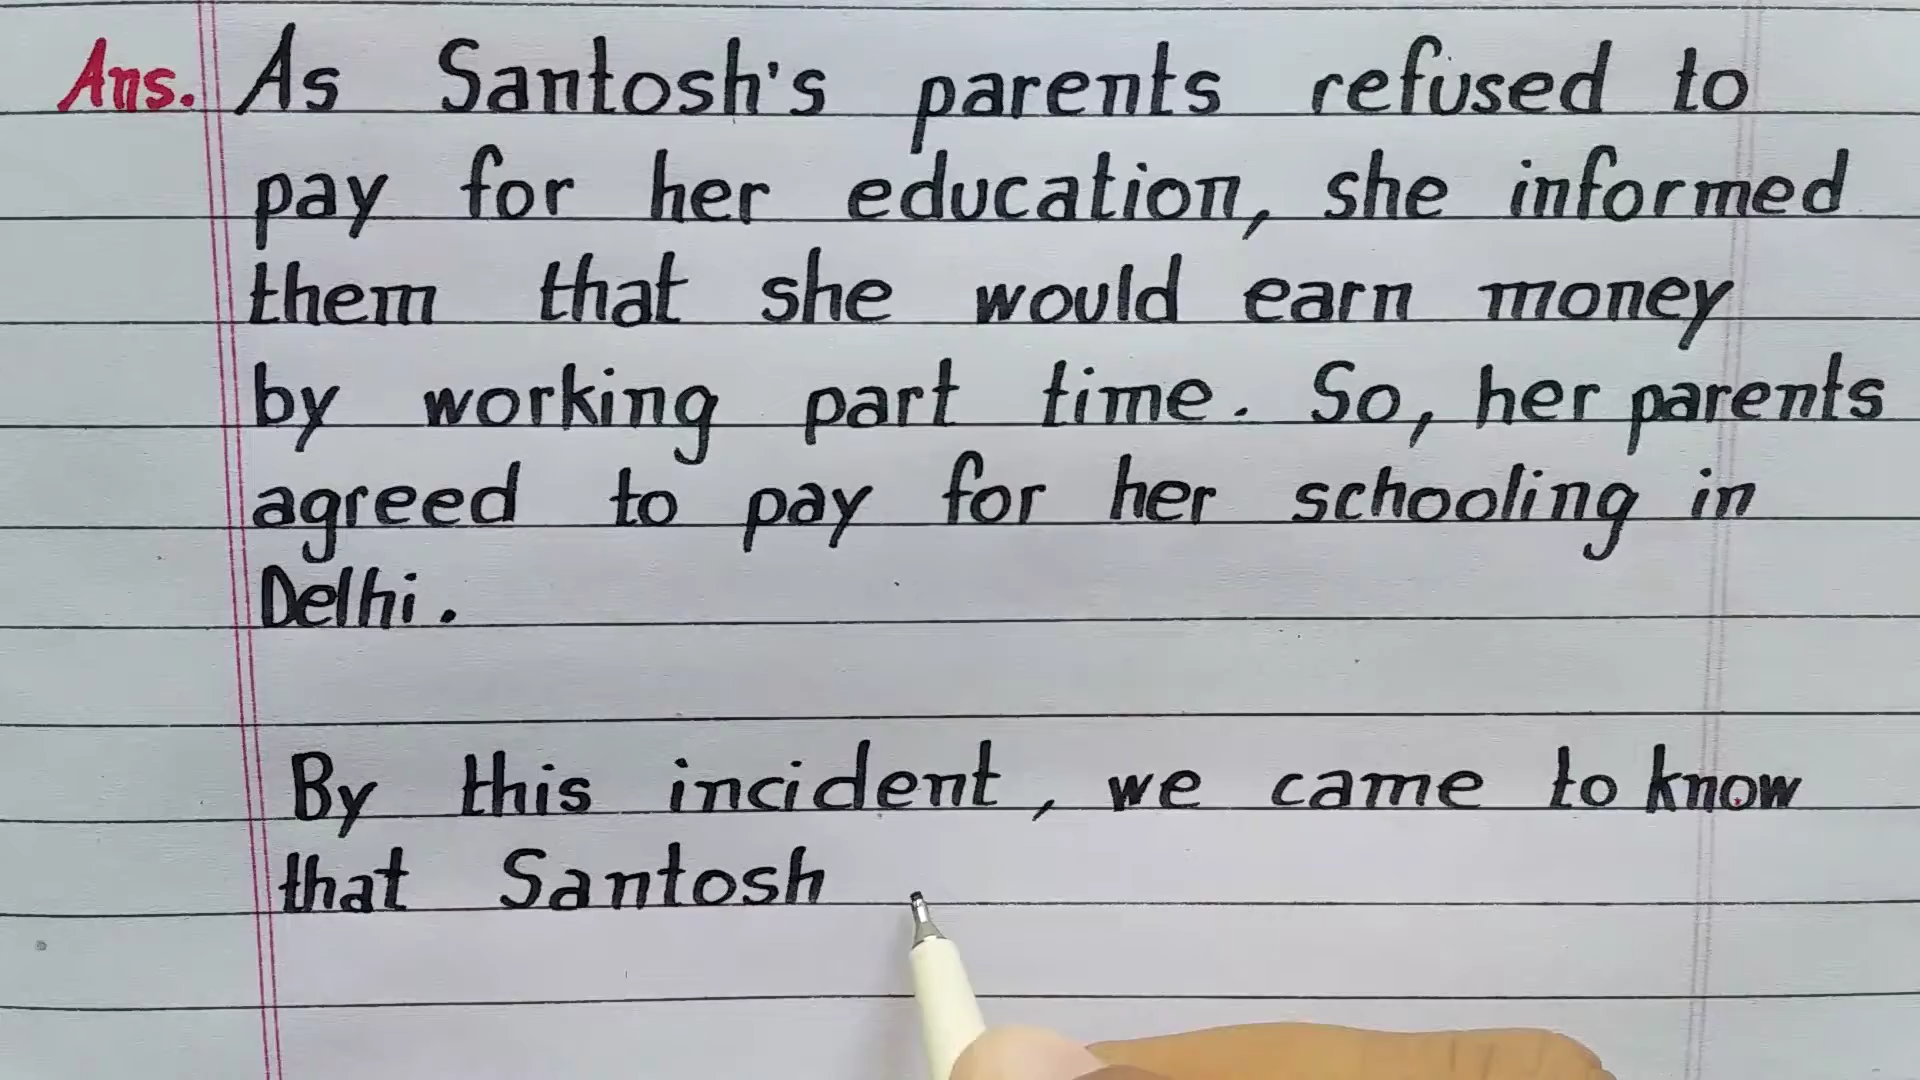 Ans. As Santosh's parents refused to
pay for her education, she informed
them that she would earn money
by working part time. So, her parents
agreed to pay for her schooling in
Delhi.
By this incident, we came to know
that Santosh